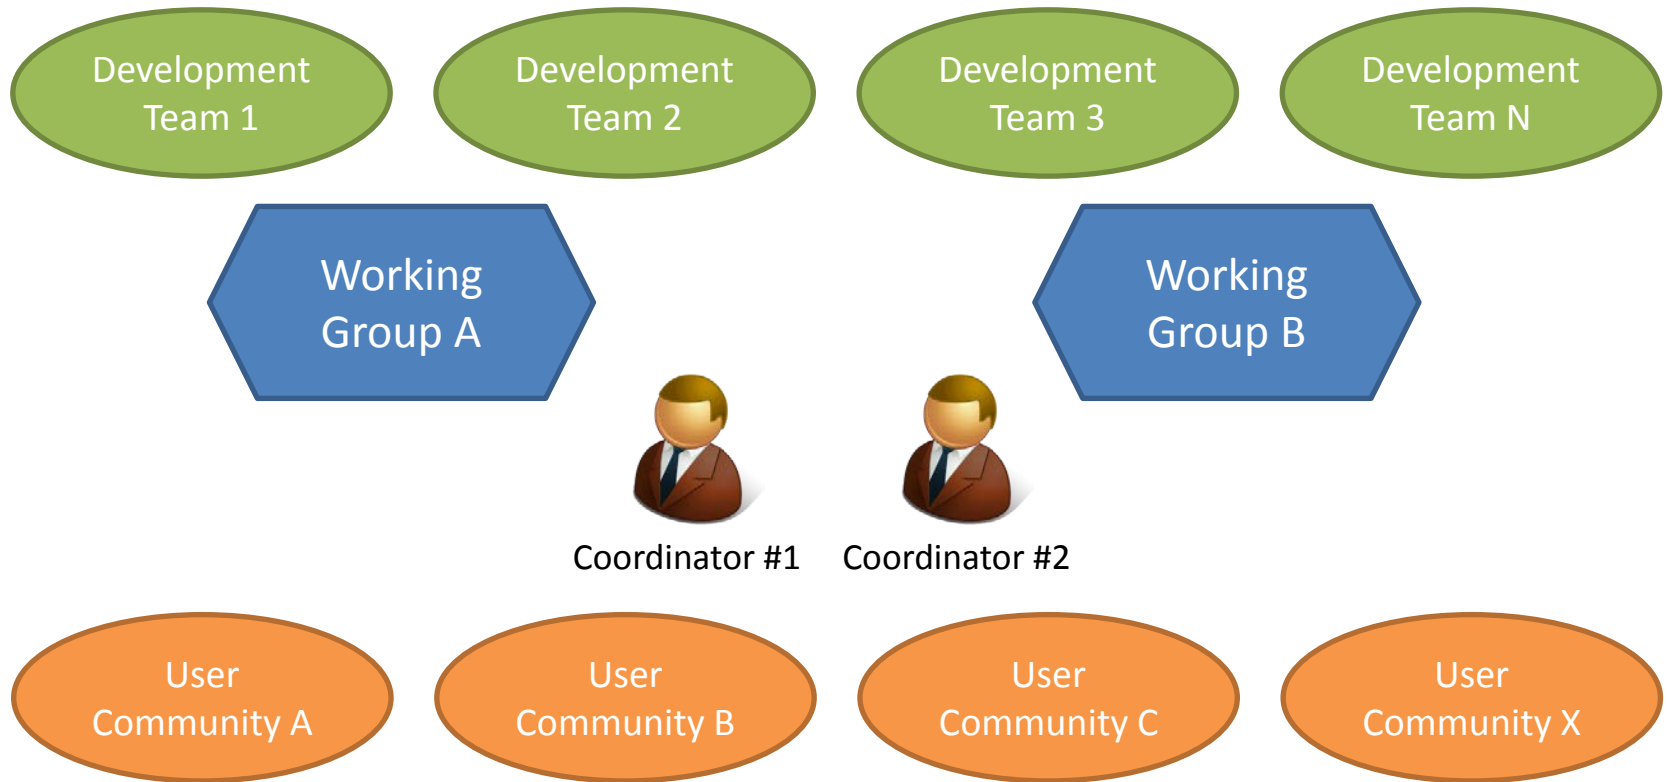 Development
Team 1
Development
Team 2
Development
Team 3
Development
Team N
Working
Group A
Working
Group B
Coordinator #1
Coordinator #2
User
Community A
User
Community B
User
Community C
User
Community X